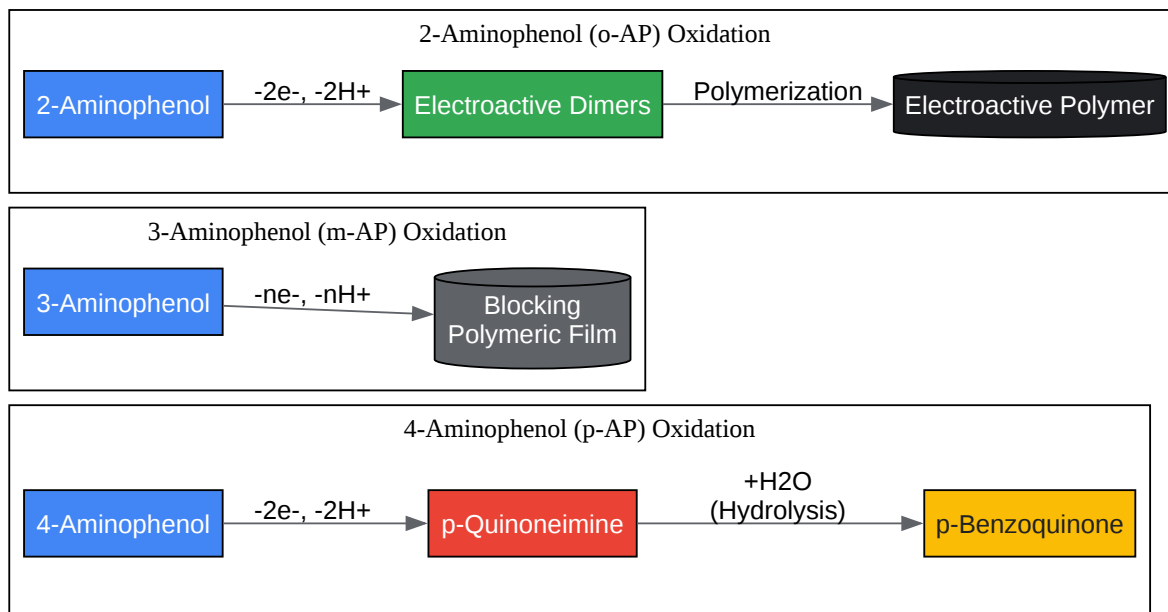 2-Aminophenol (o-AP) Oxidation
2-Aminophenol
-2e-, -2H+
Electroactive Dimers
Polymerization
Electroactive Polymer
3-Aminophenol (m-AP) Oxidation
3-Aminophenol
-ne-, -nH+
Blocking
Polymeric Film
4-Aminophenol (p-AP) Oxidation
4-Aminophenol
-2e-, -2H+
p-Quinoneimine
+H2O
(Hydrolysis)
p-Benzoquinone